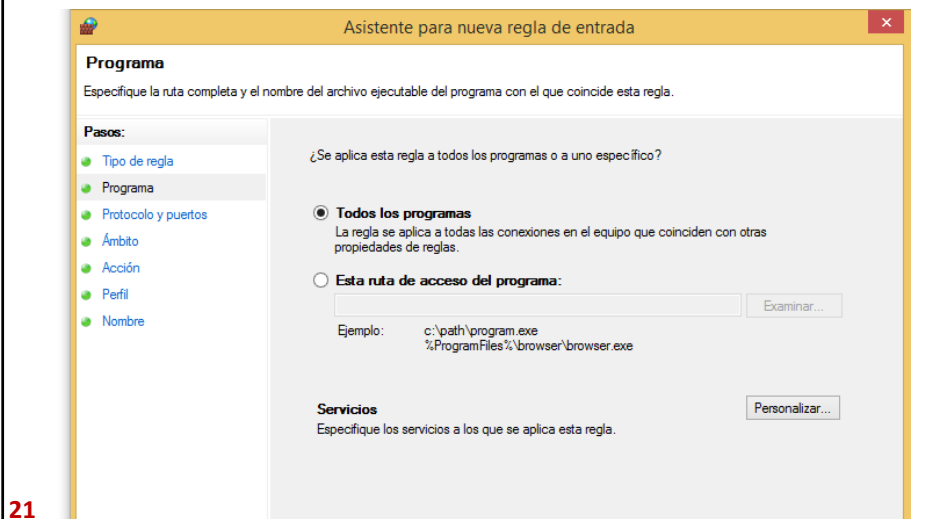 Asistente para nueva regla de entrada
Programa
Especifique la ruta completa y el nombre del archivo ejecutable del programa con el que coincide esta regla.
Pasos:
Tipo de regla
Programa
Protocolo y puertos
Ámbito
Acción
Perfil
Nombre
¿Se aplica esta regla a todos los programas o a uno específico?
Todos los programas
La regla se aplica a todas las conexiones en el equipo que coinciden con otras
propiedades de reglas.
Esta ruta de acceso del programa:
Examinar...
Ejemplo: c:\path\program.exe
%ProgramFiles%\browser\browser.exe
Servicios
Personalizar...
Especifique los servicios a los que se aplica esta regla.
21